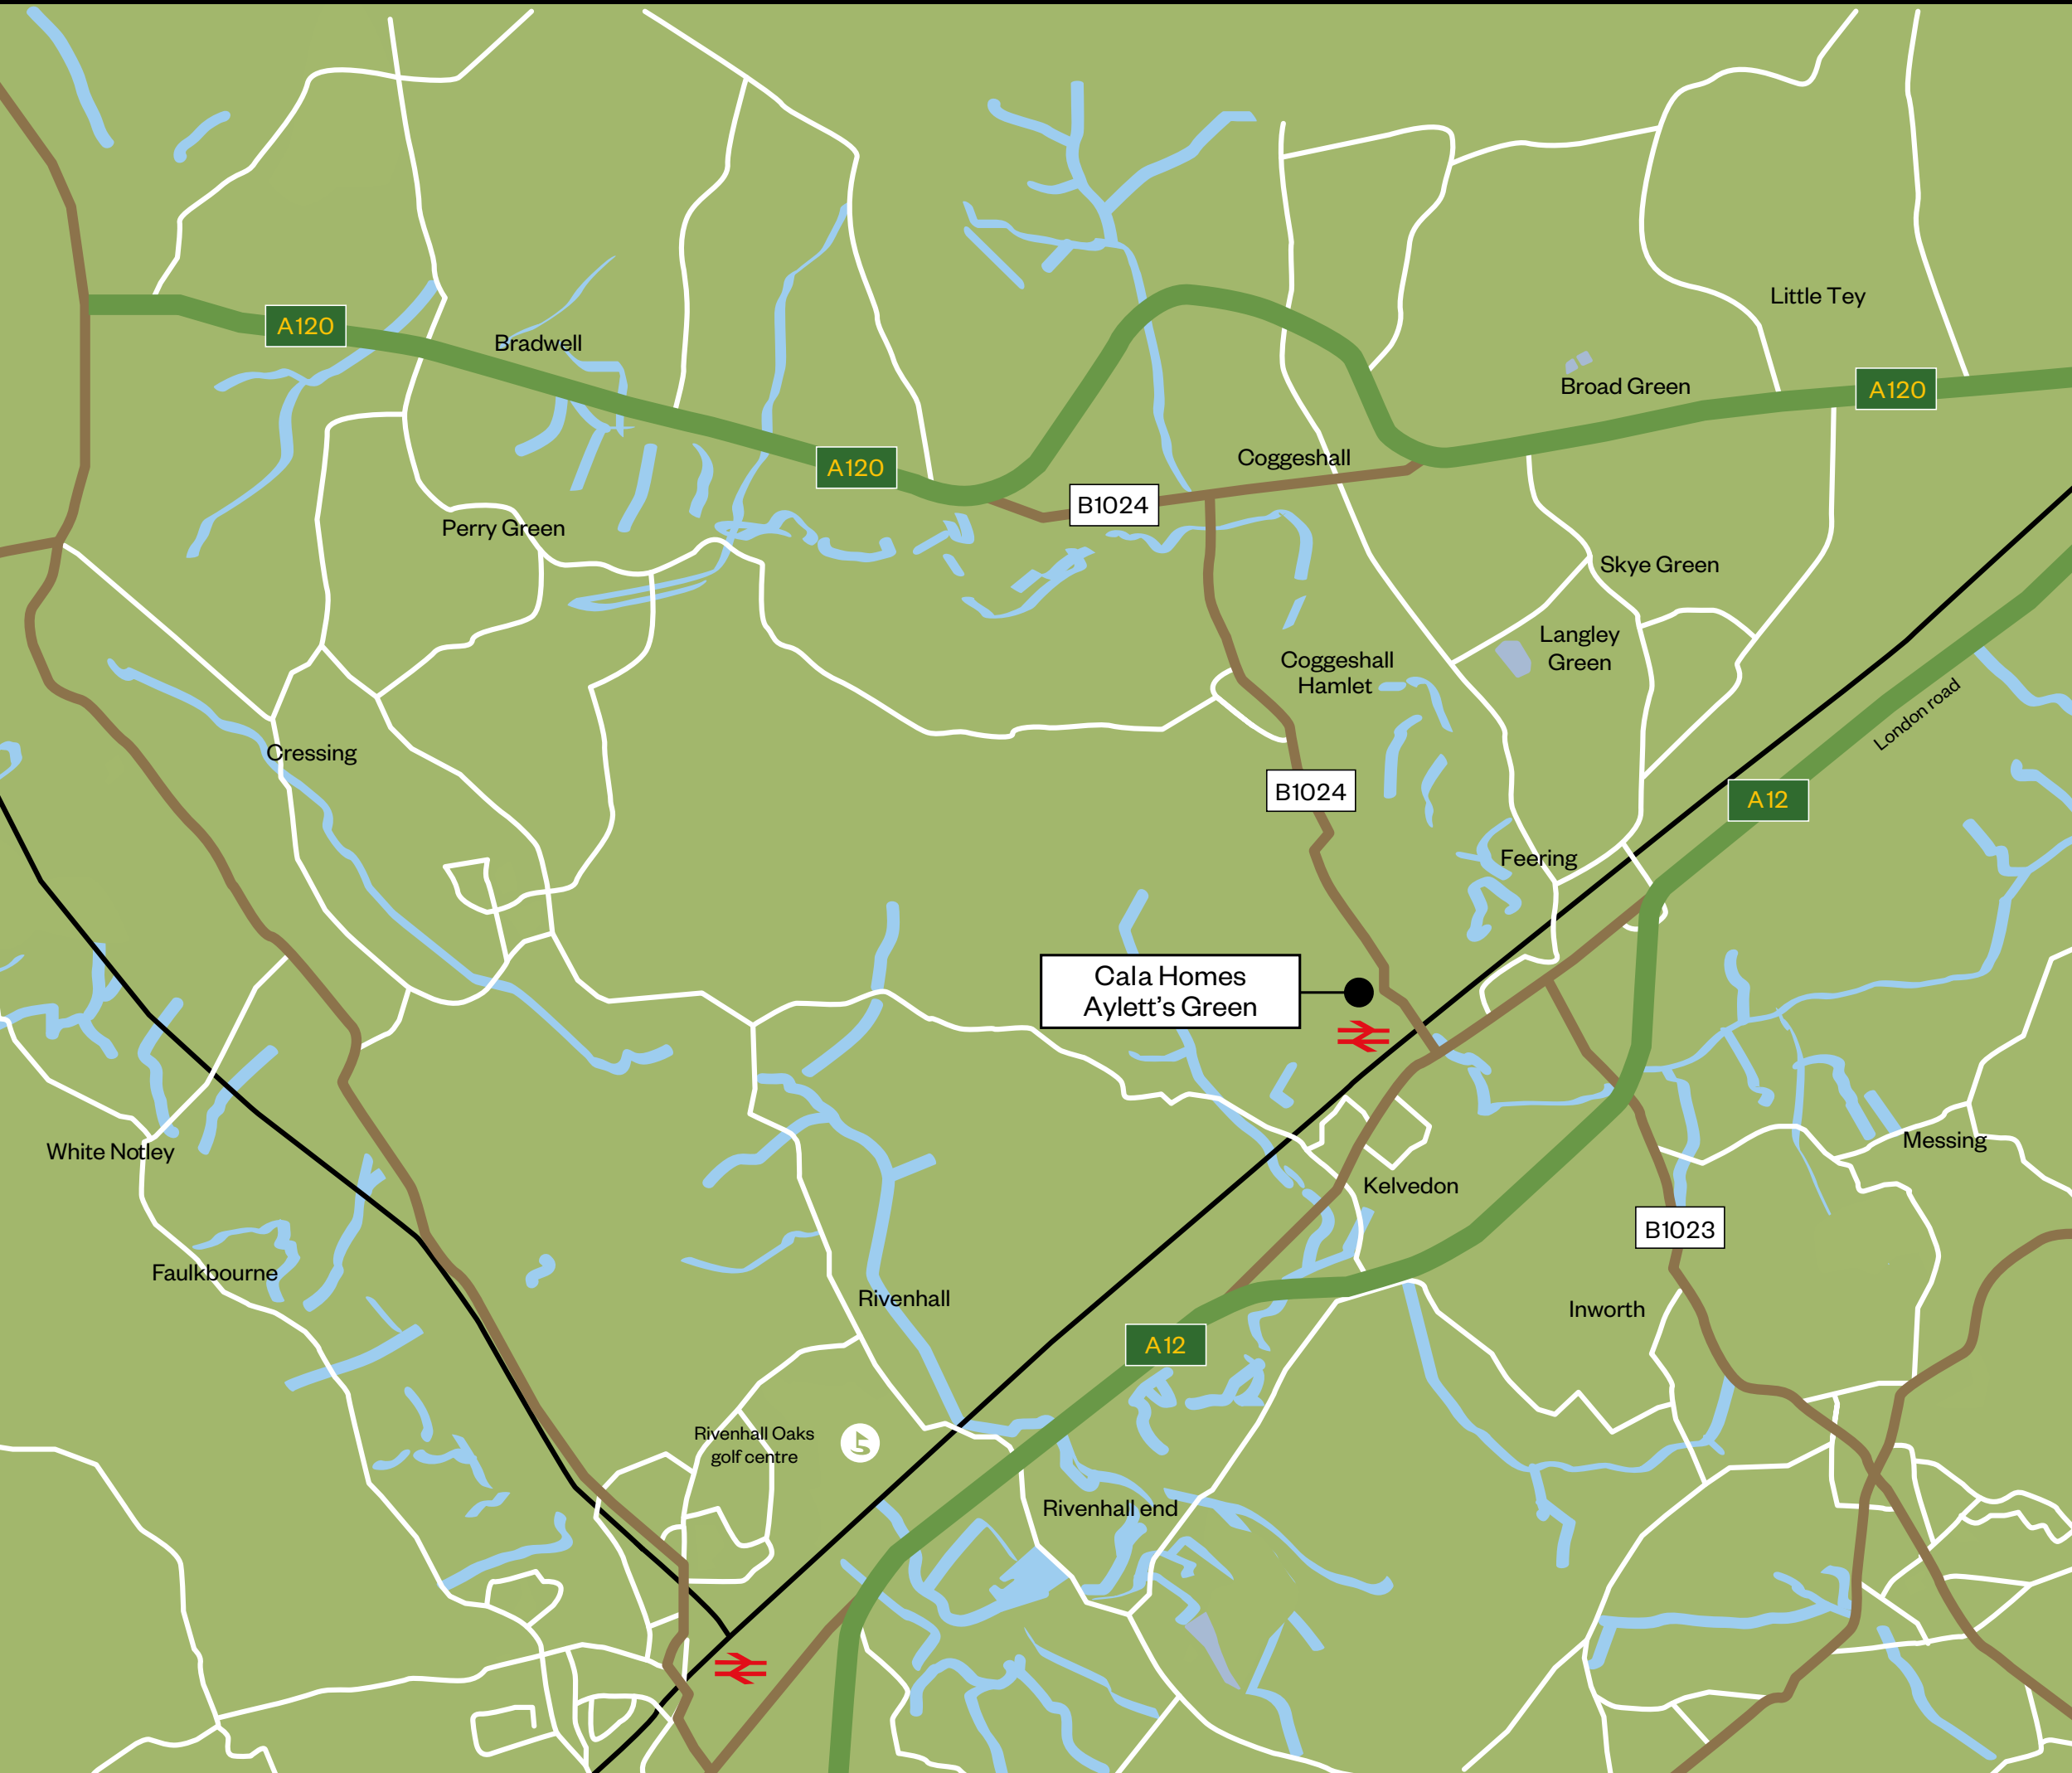 Little Tey
A120
Bradwell
Broad Green
A120
Coggeshall
A120
B1024
Perry Green
Skye Green
Langley
Green
Coggeshall
Hamlet
London road
Cressing
B1024
A12
Feering
Cala Homes
Aylett’s Green
White Notley
Messing
Kelvedon
B1023
Faulkbourne
Rivenhall
Inworth
A12
Rivenhall Oaks
golf centre
Rivenhall end